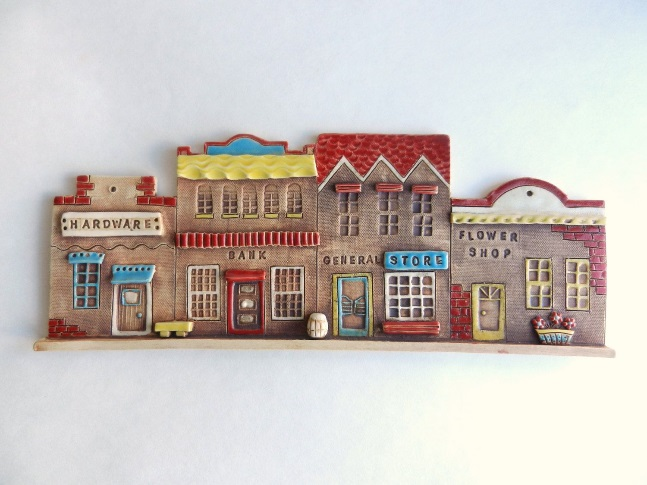 HARDWARE
BANK
GENERAL STORE
FLOWER
SHOP